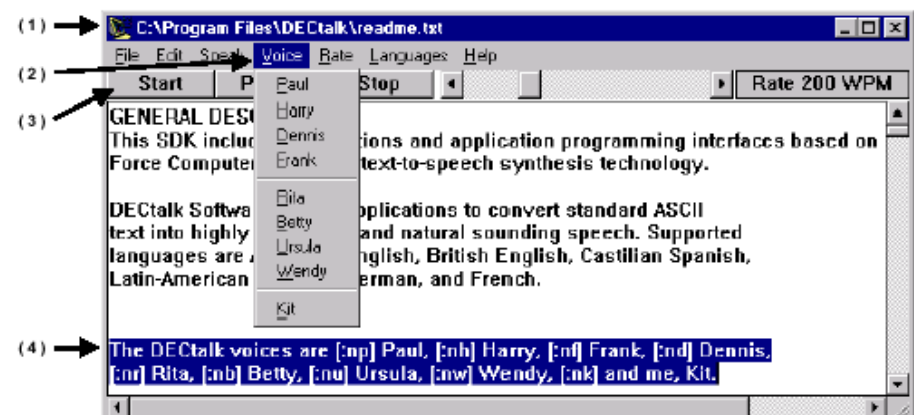 (1)
C:\Program Files\DECtalk\readme.txt
(2)
File Edit Speak Voice Rate Languages Help
(3)
Start P Stop Rate 200 WPM
Paul
Harry
Dennis
Frank
Rita
Betty
Ursula
Wendy
Kit
GENERAL DESC
This SDK includ tions and application programming interfaces based on
Force Computer text-to-speech synthesis technology.
DECtalk Softwa pplications to convert standard ASCII
text into highly and natural sounding speech. Supported
languages are nglish, British English, Castilian Spanish,
Latin-American erman, and French.
(4)
The DECtalk voices are [:np] Paul, [:nh] Harry, [:nf] Frank, [:nd] Dennis,
[:nr] Rita, [:nb] Betty, [:nu] Ursula, [:nw] Wendy, [:nk] and me, Kit.